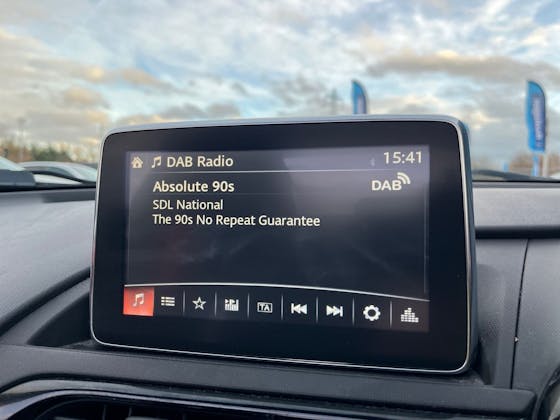 DAB Radio 15:41
Absolute 90s DAB
SDL National
The 90s No Repeat Guarantee
TA